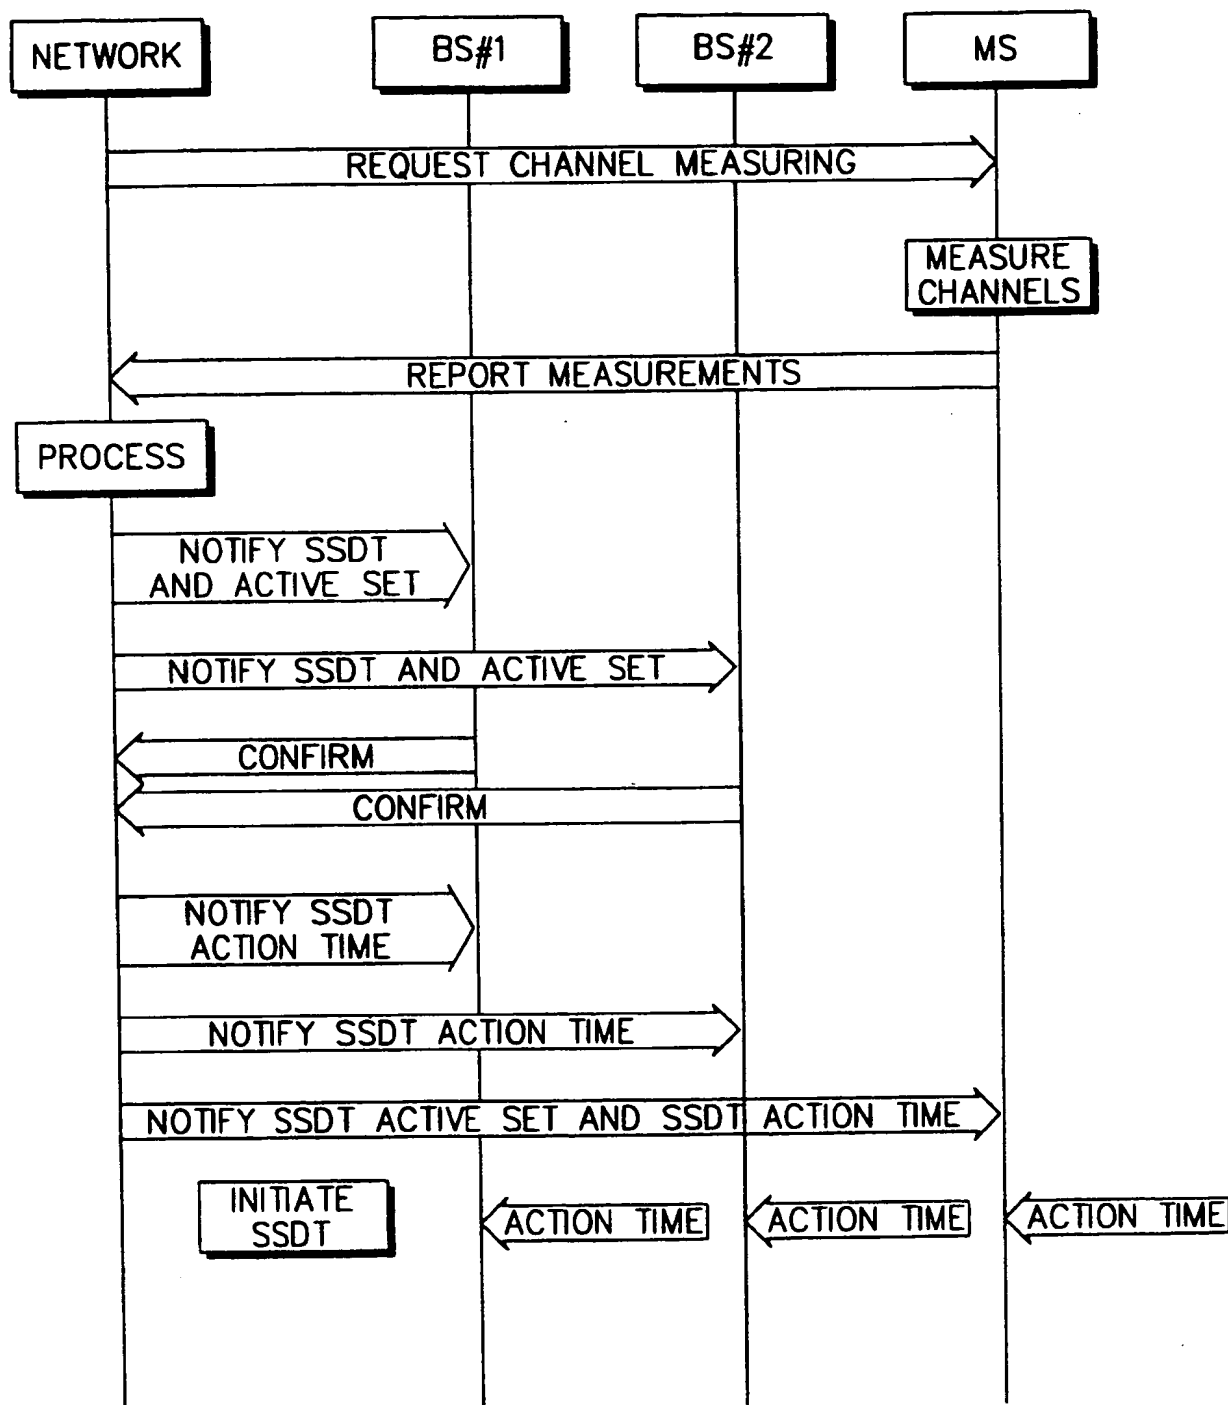 NETWORK
BS#1
BS#2
MS
REQUEST CHANNEL MEASURING
MEASURE
CHANNELS
REPORT MEASUREMENTS
PROCESS
NOTIFY SSDT
AND ACTIVE SET
NOTIFY SSDT AND ACTIVE SET
CONFIRM
CONFIRM
NOTIFY SSDT
ACTION TIME
NOTIFY SSDT ACTION TIME
NOTIFY SSDT ACTIVE SET AND SSDT ACTION TIME
INITIATE
SSDT
ACTION TIME
ACTION TIME
ACTION TIME